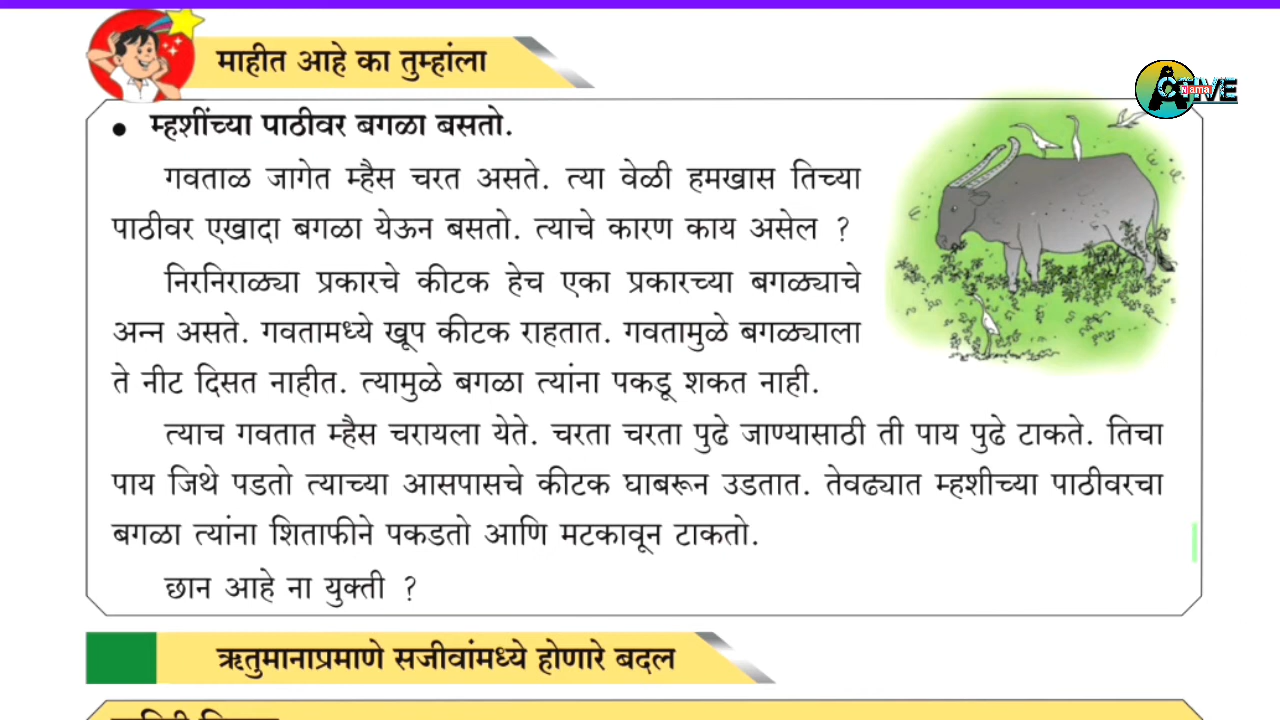 माहीत आहे का तुम्हांला
ACTIVE
Nama
● म्हशींच्या पाठीवर बगळा बसतो.
गवताळ जागेत म्हैस चरत असते. त्या वेळी हमखास तिच्या
पाठीवर एखादा बगळा येऊन बसतो. त्याचे कारण काय असेल ?
निरनिराळ्या प्रकारचे कीटक हेच एका प्रकारच्या बगळ्याचे
अन्न असते. गवतामध्ये खूप कीटक राहतात. गवतामुळे बगळ्याला
ते नीट दिसत नाहीत. त्यामुळे बगळा त्यांना पकडू शकत नाही.
त्याच गवतात म्हैस चरायला येते. चरता चरता पुढे जाण्यासाठी ती पाय पुढे टाकते. तिचा
पाय जिथे पडतो त्याच्या आसपासचे कीटक घाबरून उडतात. तेवढ्यात म्हशीच्या पाठीवरचा
बगळा त्यांना शिताफीने पकडतो आणि मटकावून टाकतो.
छान आहे ना युक्ती ?
ऋतुमानाप्रमाणे सजीवांमध्ये होणारे बदल